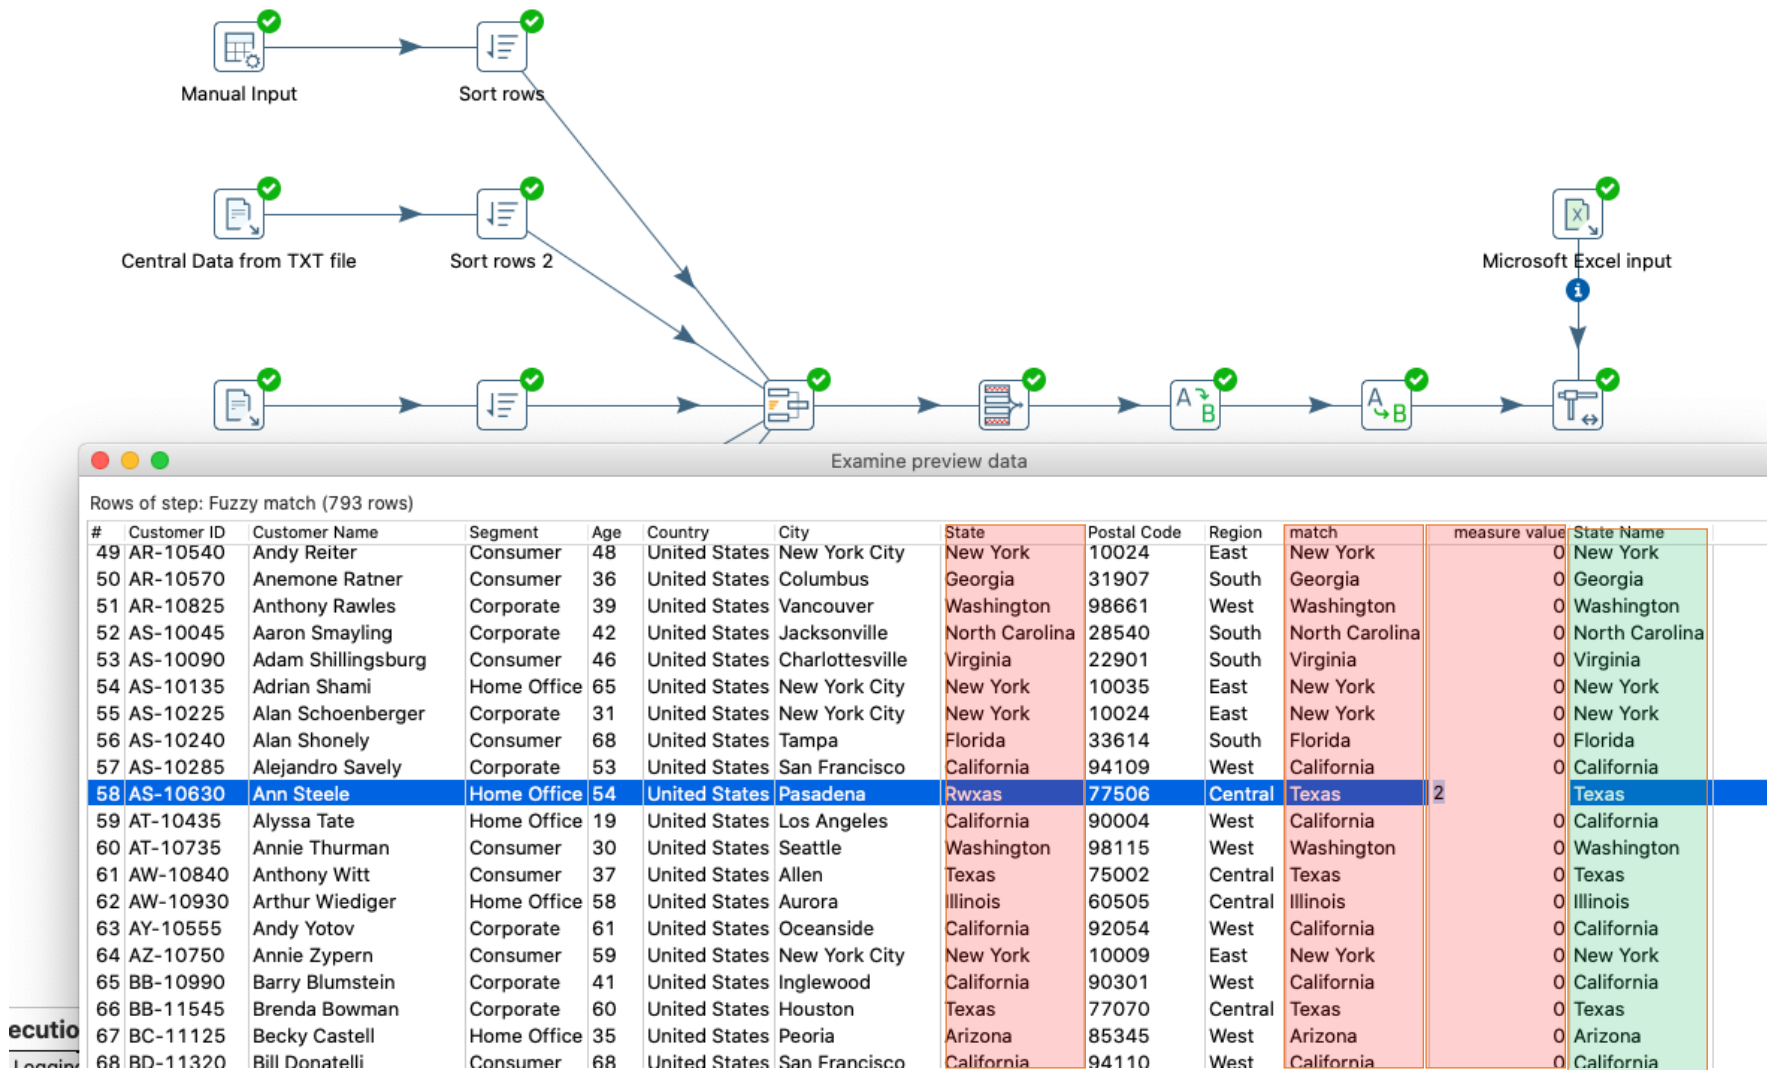 Manual Input
Sort rows
Central Data from TXT file
Sort rows 2
Microsoft Excel input
Examine preview data
Rows of step: Fuzzy match (793 rows)
# Customer ID Customer Name Segment Age Country City State Postal Code Region match measure value State Name
49 AR-10540 Andy Reiter Consumer 48 United States New York City New York 10024 East New York 0 New York
50 AR-10570 Anemone Ratner Consumer 36 United States Columbus Georgia 31907 South Georgia 0 Georgia
51 AR-10825 Anthony Rawles Corporate 39 United States Vancouver Washington 98661 West Washington 0 Washington
52 AS-10045 Aaron Smayling Corporate 42 United States Jacksonville North Carolina 28540 South North Carolina 0 North Carolina
53 AS-10090 Adam Shillingsburg Consumer 46 United States Charlottesville Virginia 22901 South Virginia 0 Virginia
54 AS-10135 Adrian Shami Home Office 65 United States New York City New York 10035 East New York 0 New York
55 AS-10225 Alan Schoenberger Corporate 31 United States New York City New York 10024 East New York 0 New York
56 AS-10240 Alan Shonely Consumer 68 United States Tampa Florida 33614 South Florida 0 Florida
57 AS-10285 Alejandro Savely Corporate 53 United States San Francisco California 94109 West California 0 California
58 AS-10630 Ann Steele Home Office 54 United States Pasadena Rwxas 77506 Central Texas 2 Texas
59 AT-10435 Alyssa Tate Home Office 19 United States Los Angeles California 90004 West California 0 California
60 AT-10735 Annie Thurman Consumer 30 United States Seattle Washington 98115 West Washington 0 Washington
61 AW-10840 Anthony Witt Consumer 37 United States Allen Texas 75002 Central Texas 0 Texas
62 AW-10930 Arthur Wiediger Home Office 58 United States Aurora Illinois 60505 Central Illinois 0 Illinois
63 AY-10555 Andy Yotov Corporate 61 United States Oceanside California 92054 West California 0 California
64 AZ-10750 Annie Zypern Consumer 59 United States New York City New York 10009 East New York 0 New York
65 BB-10990 Barry Blumstein Corporate 41 United States Inglewood California 90301 West California 0 California
66 BB-11545 Brenda Bowman Corporate 60 United States Houston Texas 77070 Central Texas 0 Texas
67 BC-11125 Becky Castell Home Office 35 United States Peoria Arizona 85345 West Arizona 0 Arizona
68 BD-11320 Bill Donatelli Consumer 68 United States San Francisco California 94110 West California 0 California
ecutio
Logging